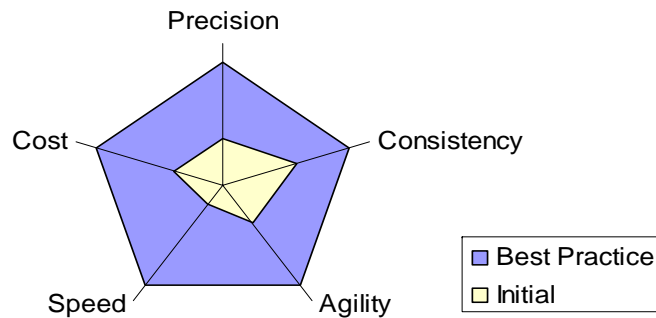 Precision
Cost
Consistency
Speed
Agility
Best Practice
Initial